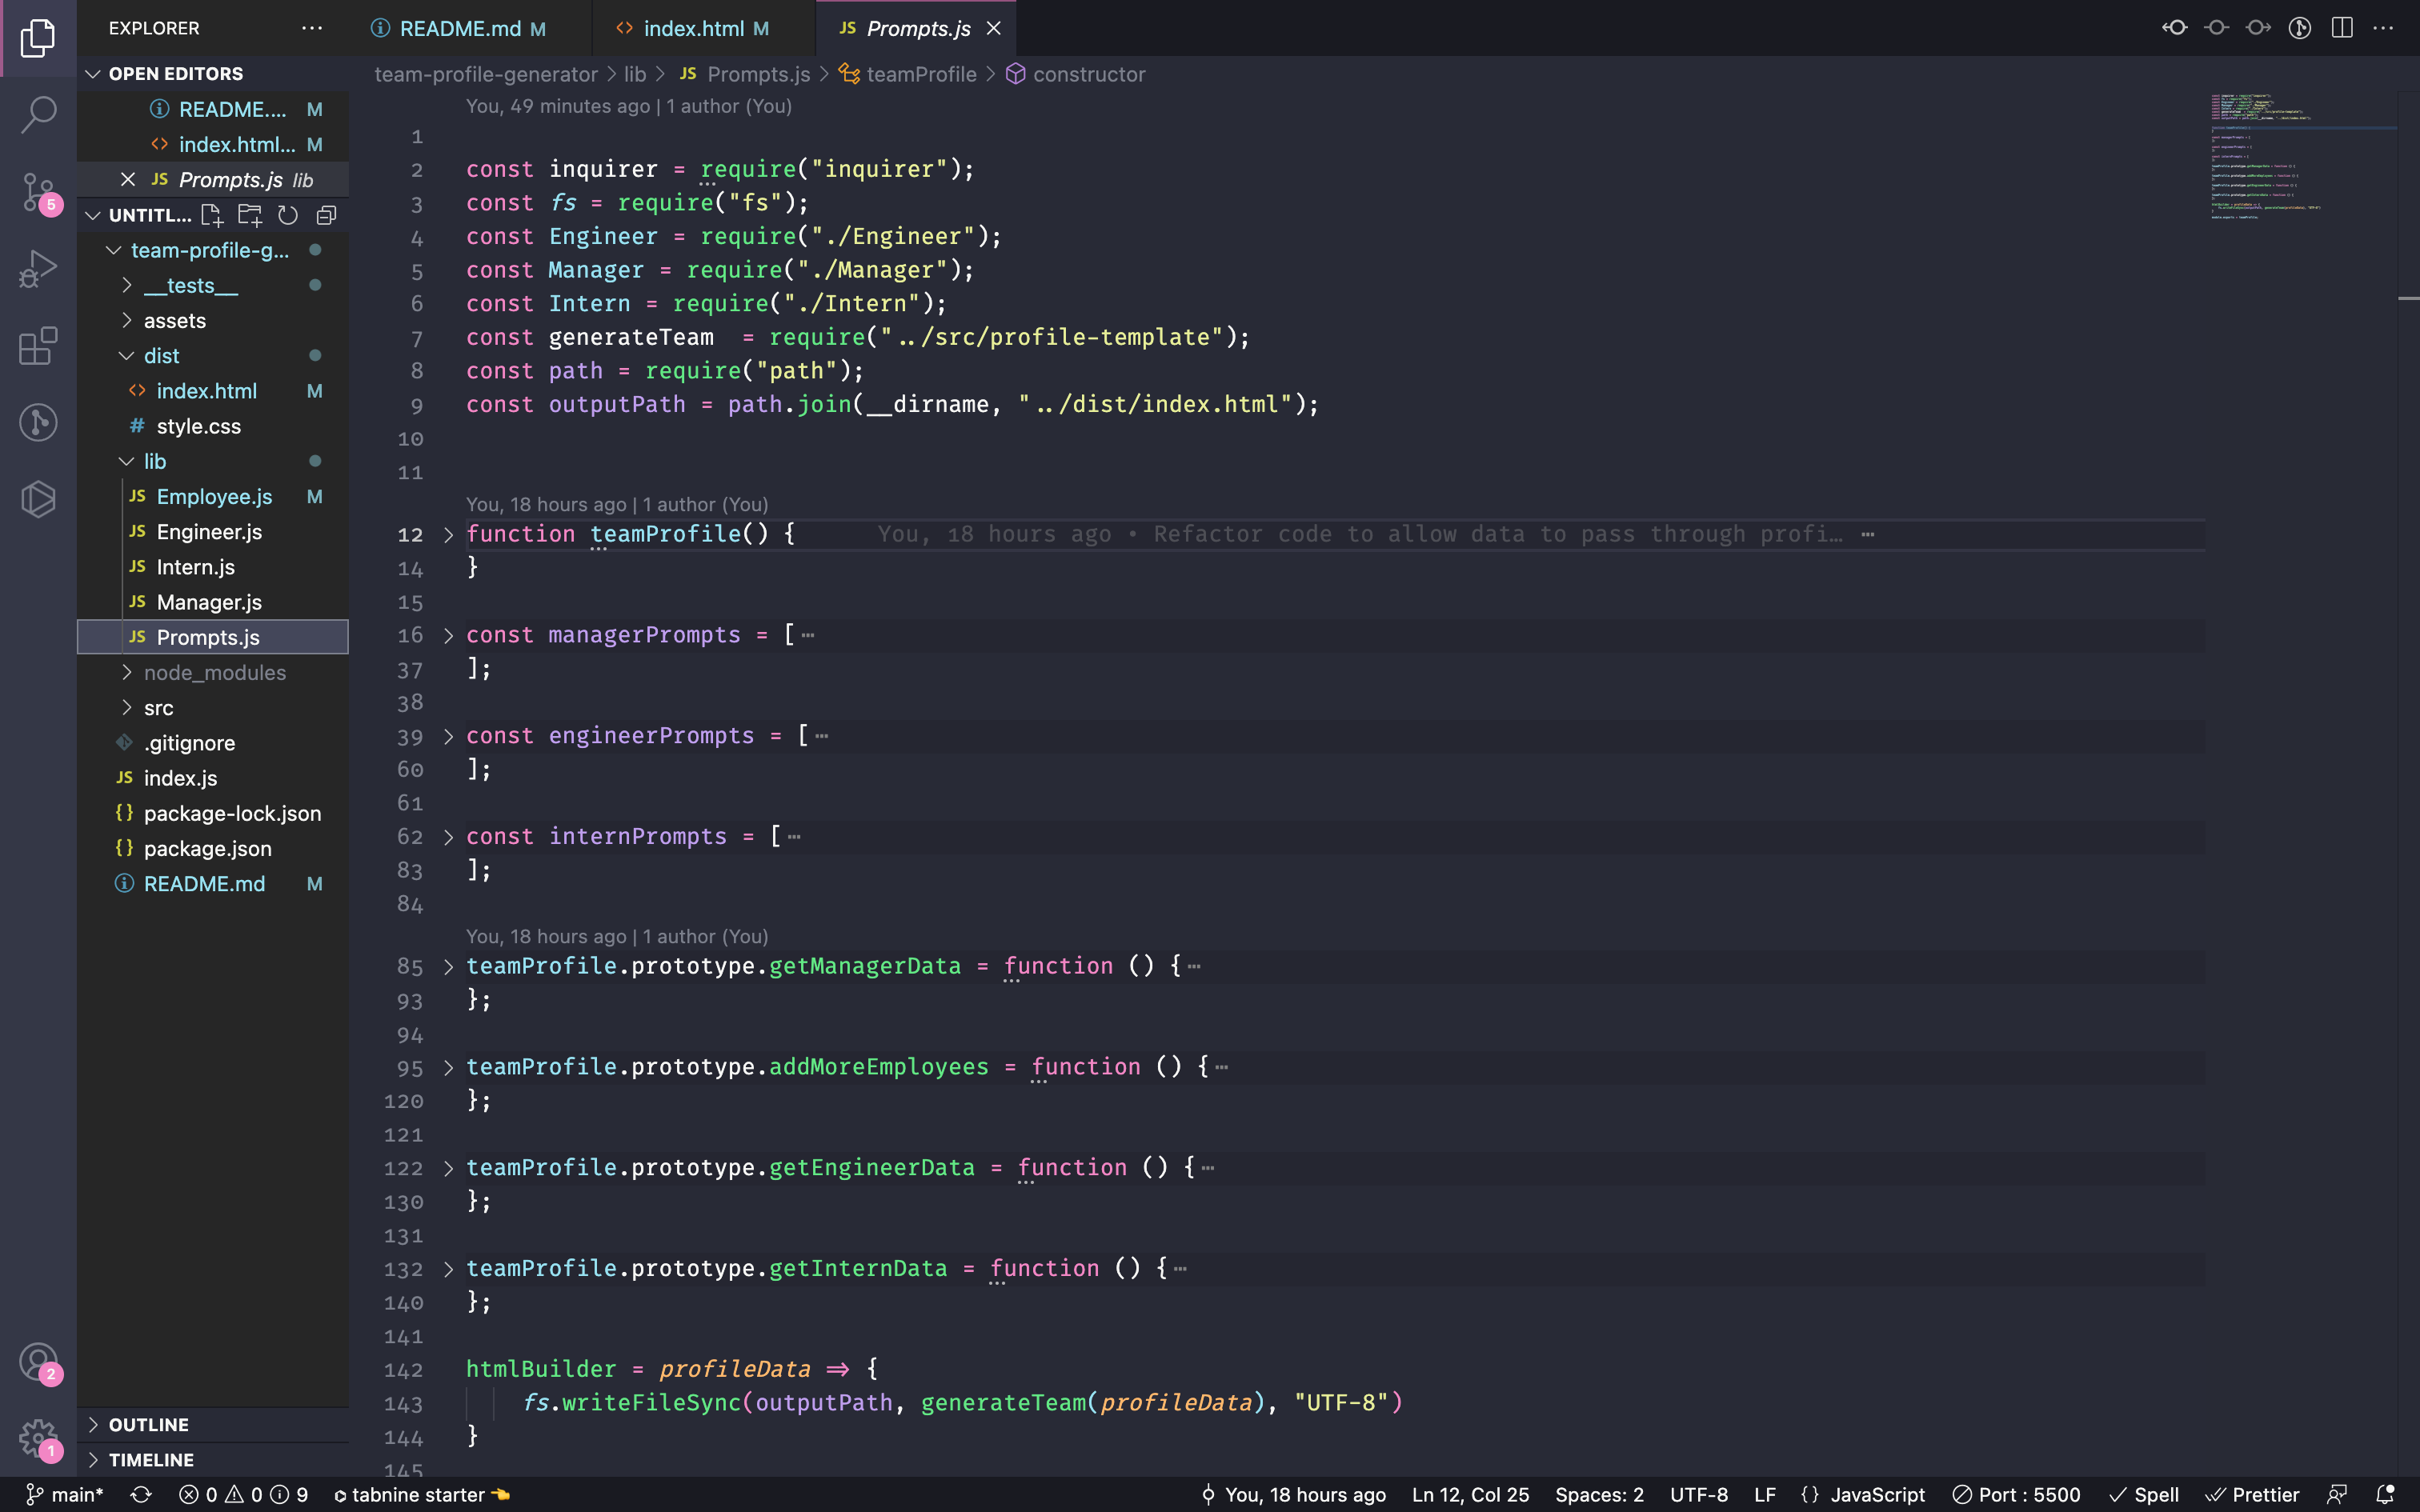 EXPLORER
README.md M
index.html M
JS Prompts.js
OPEN EDITORS
README.... M
index.html... M
JS Prompts.js lib
UNTITL...
team-profile-g...
__tests__
assets
dist
index.html M
# style.css
lib
JS Employee.js M
JS Engineer.js
JS Intern.js
JS Manager.js
JS Prompts.js
node_modules
src
.gitignore
JS index.js
{} package-lock.json
{} package.json
README.md M
OUTLINE
TIMELINE
5
2
1
team-profile-generator > lib > JS Prompts.js > teamProfile > constructor
You, 49 minutes ago | 1 author (You)
1
2 const inquirer = require("inquirer");
3 const fs = require("fs");
4 const Engineer = require("./Engineer");
5 const Manager = require("./Manager");
6 const Intern = require("./Intern");
7 const generateTeam  = require("../src/profile-template");
8 const path = require("path");
9 const outputPath = path.join(__dirname, "../dist/index.html");
10
11
You, 18 hours ago | 1 author (You)
12 function teamProfile() { You, 18 hours ago • Refactor code to allow data to pass through profi… ⋯
14 }
15
16 const managerPrompts = [ ⋯
37 ];
38
39 const engineerPrompts = [ ⋯
60 ];
61
62 const internPrompts = [ ⋯
83 ];
84
You, 18 hours ago | 1 author (You)
85 teamProfile.prototype.getManagerData = function () { ⋯
93 };
94
95 teamProfile.prototype.addMoreEmployees = function () { ⋯
120 };
121
122 teamProfile.prototype.getEngineerData = function () { ⋯
130 };
131
132 teamProfile.prototype.getInternData = function () { ⋯
140 };
141
142 htmlBuilder = profileData => {
143 fs.writeFileSync(outputPath, generateTeam(profileData), "UTF-8")
144 }
145
main* 0 0 9 tabnine starter You, 18 hours ago Ln 12, Col 25 Spaces: 2 UTF-8 LF {} JavaScript Port : 5500 Spell Prettier